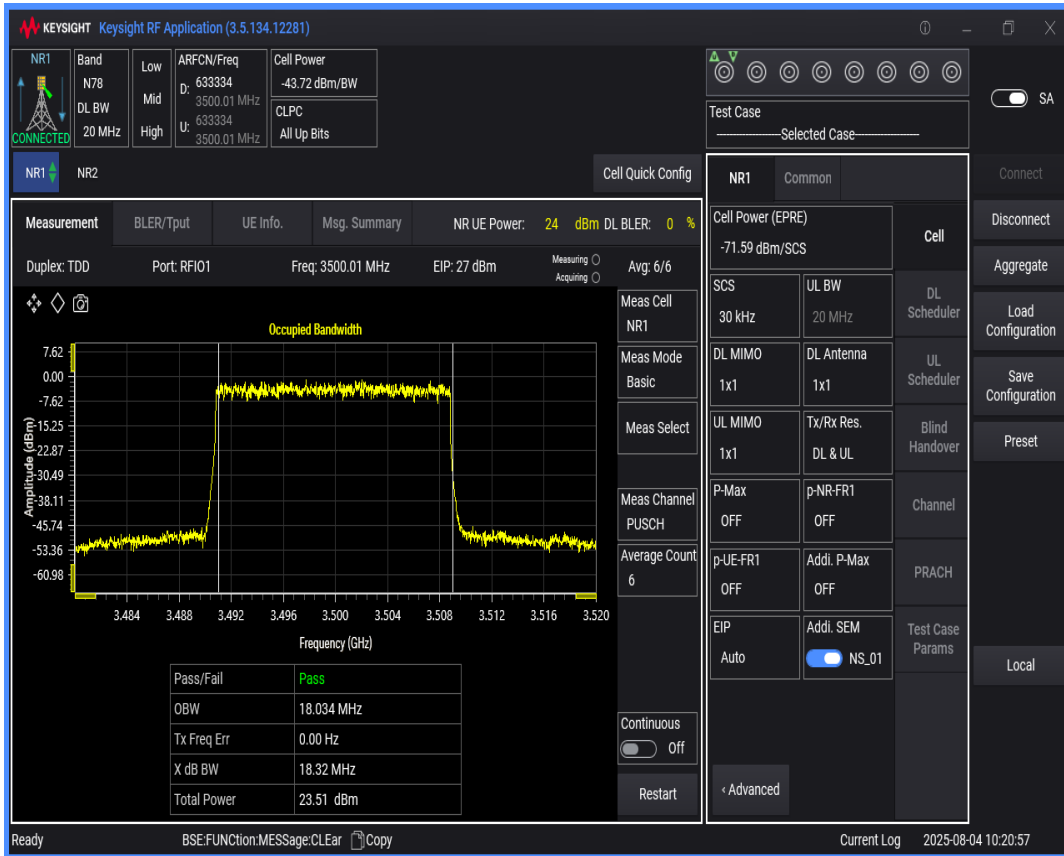 KEYSIGHT Keysight RF Application (3.5.134.12281)
NR1
CONNECTED
Band
N78
DL BW
20 MHz
Low
Mid
High
ARFCN/Freq
D: 633334
3500.01 MHz
U: 633334
3500.01 MHz
Cell Power
-43.72 dBm/BW
CLPC
All Up Bits
Test Case
Selected Case
SA
NR1
NR2
Cell Quick Config
Measurement
BLER/Tput
UE Info.
Msg. Summary
NR UE Power: 24 dBm DL BLER: 0 %
Duplex: TDD
Port: RFIO1
Freq: 3500.01 MHz
EIP: 27 dBm
Measuring
Acquiring
Avg: 6/6
Occupied Bandwidth
Amplitude (dBm)
7.62
0.00
-7.62
-15.25
-22.87
-30.49
-38.11
-45.74
-53.36
-60.98
3.484 3.488 3.492 3.496 3.500 3.504 3.508 3.512 3.516 3.520
Frequency (GHz)
Pass/Fail Pass
OBW 18.034 MHz
Tx Freq Err 0.00 Hz
X dB BW 18.32 MHz
Total Power 23.51 dBm
Meas Cell
NR1
Meas Mode
Basic
Meas Select
Meas Channel
PUSCH
Average Count
6
Continuous
Off
Restart
NR1
Common
Cell Power (EPRE)
-71.59 dBm/SCS
SCS
30 kHz
UL BW
20 MHz
DL MIMO
1x1
DL Antenna
1x1
UL MIMO
1x1
Tx/Rx Res.
DL & UL
P-Max
OFF
p-NR-FR1
OFF
p-UE-FR1
OFF
Addi. P-Max
OFF
EIP
Auto
Addi. SEM
NS_01
‹ Advanced
Cell
DL
Scheduler
UL
Scheduler
Blind
Handover
Channel
PRACH
Test Case
Params
Connect
Disconnect
Aggregate
Load
Configuration
Save
Configuration
Preset
Local
Ready
BSE:FUNCtion:MESSage:CLEar Copy
Current Log
2025-08-04 10:20:57